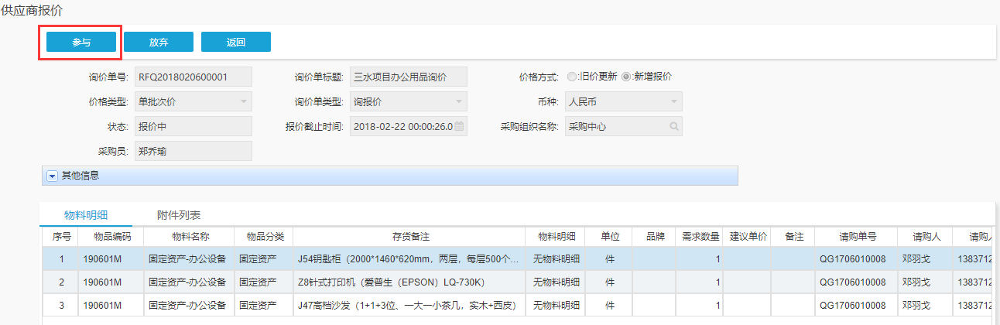 供应商报价
参与 放弃 返回
询价单号: RFQ2018020600001 询价单标题: 三水项目办公用品询价 价格方式: 旧价更新 新增报价
价格类型: 单批次价 询价单类型: 询报价 币种: 人民币
状态: 报价中 报价截止时间: 2018-02-22 00:00:26.0 采购组织名称: 采购中心
采购员: 郑乔瑜
其他信息
物料明细 附件列表
序号 物品编码 物料名称 物品分类 存货备注 物料明细 单位 品牌 需求数量 建议单价 备注 请购单号 请购人 请购人
1 190601M 固定资产-办公设备 固定资产 J54钥匙柜（2000*1460*620mm，两层，每层500个... 无物料明细 件 1 QG1706010008 邓羽戈 1383712
2 190601M 固定资产-办公设备 固定资产 Z8针式打印机（爱普生（EPSON）LQ-730K） 无物料明细 件 1 QG1706010008 邓羽戈 1383712
3 190601M 固定资产-办公设备 固定资产 J47高档沙发（1+1+3位、一大一小茶几，实木+西皮） 无物料明细 件 1 QG1706010008 邓羽戈 1383712